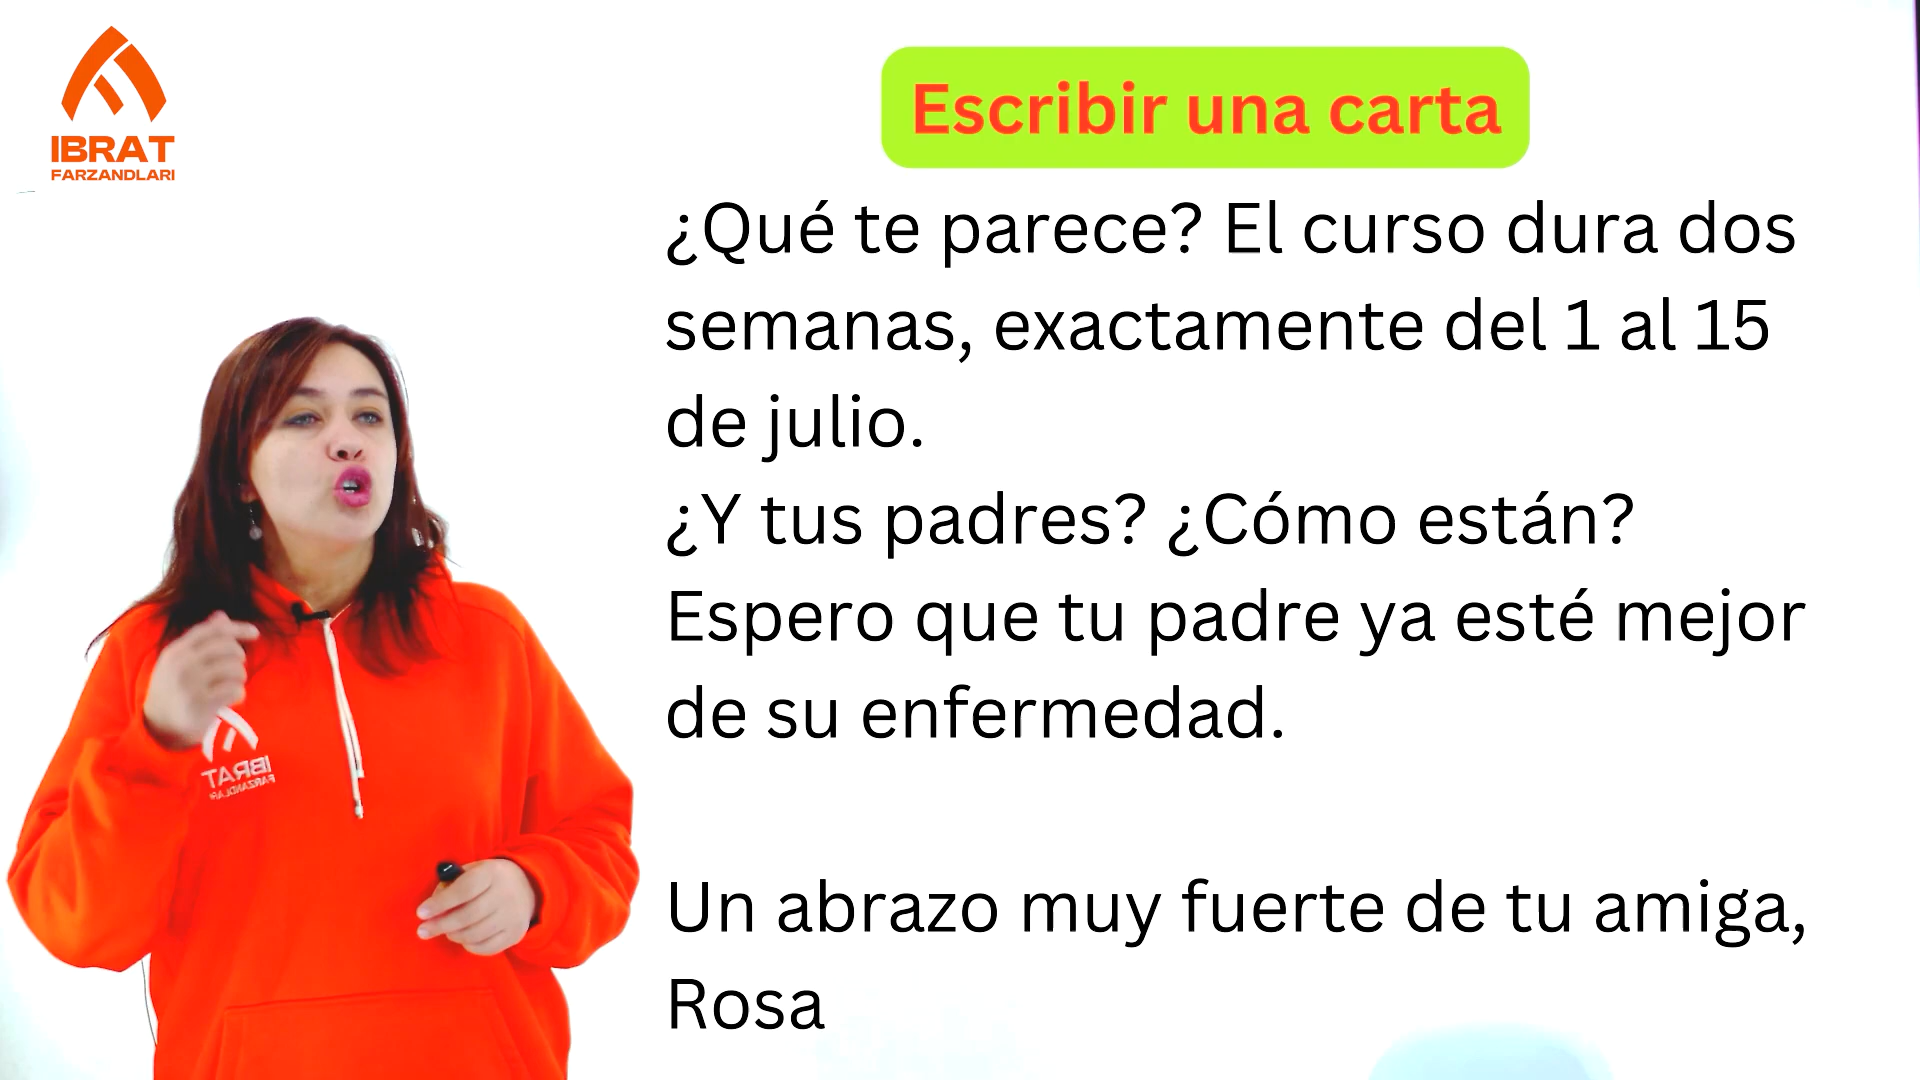 IBRAT
FARZANDLARI
Escribir una carta
¿Qué te parece? El curso dura dos
semanas, exactamente del 1 al 15
de julio.
¿Y tus padres? ¿Cómo están?
Espero que tu padre ya esté mejor
de su enfermedad.
Un abrazo muy fuerte de tu amiga,
Rosa
IBRAT
FARZANDLARI